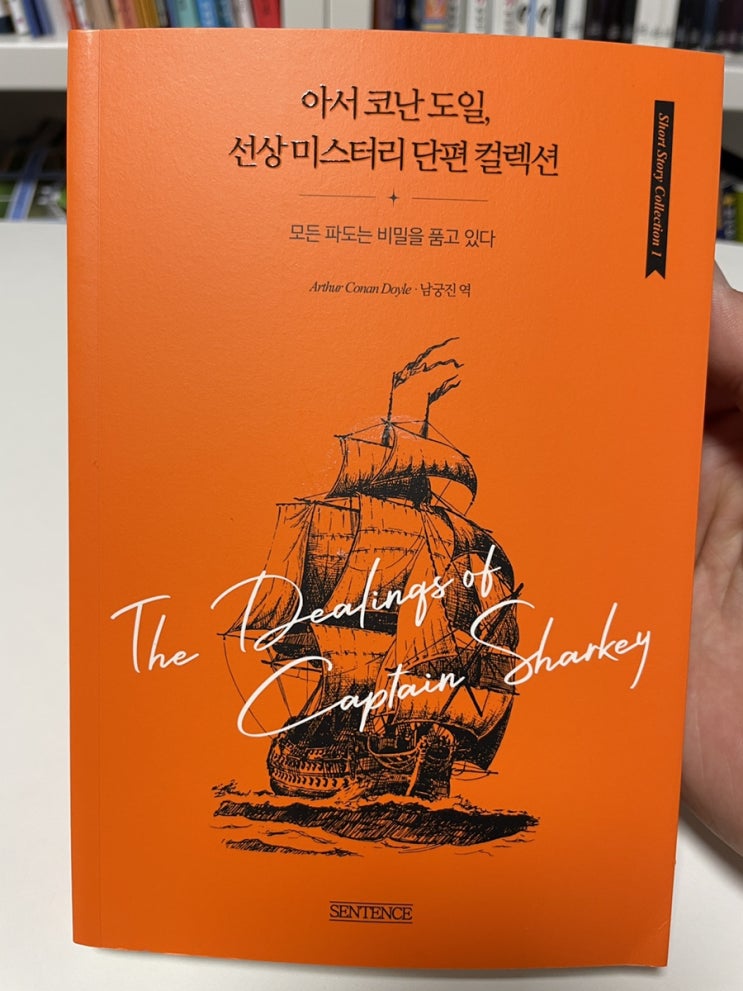 아서 코난 도일,
선상 미스터리 단편 컬렉션
모든 파도는 비밀을 품고 있다
Arthur Conan Doyle · 남궁진 역
Short Story Collection 1
The Dealings of
Captain Sharkey
SENTENCE